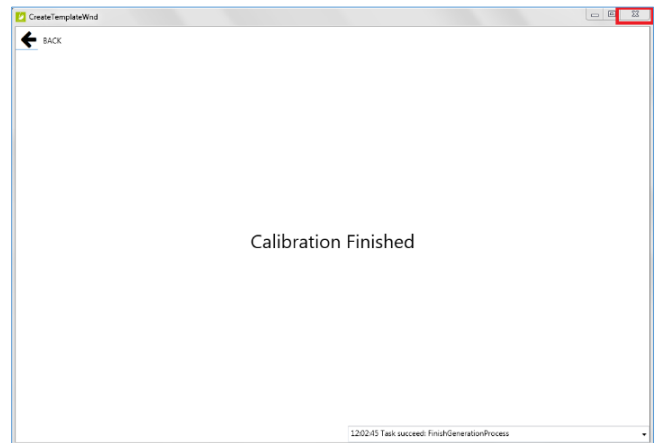 CreateTemplateWnd
BACK
Calibration Finished
12:02:45 Task succeed: FinishGenerationProcess